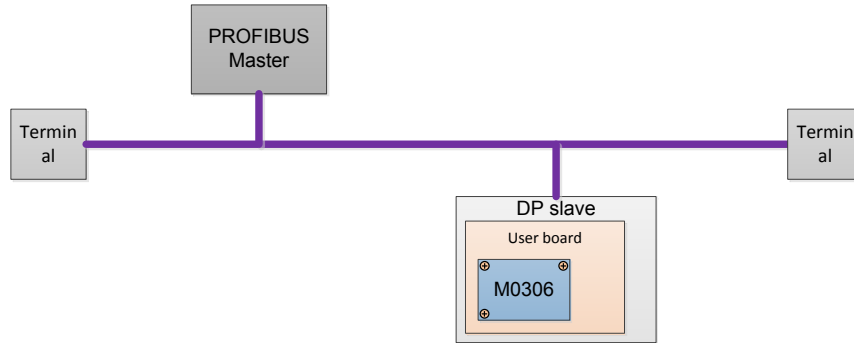 PROFIBUS
Master
Termin
al
Termin
al
DP slave
User board
M0306